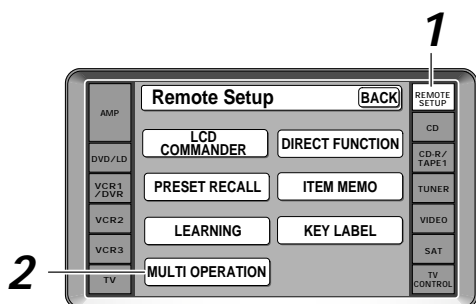 1
Remote Setup
BACK
REMOTE
SETUP
AMP
LCD
COMMANDER
DIRECT FUNCTION
CD
DVD/LD
CD-R/
TAPE1
VCR1
/DVR
PRESET RECALL
ITEM MEMO
TUNER
VCR2
LEARNING
KEY LABEL
VIDEO
VCR3
SAT
2
TV
MULTI OPERATION
TV
CONTROL